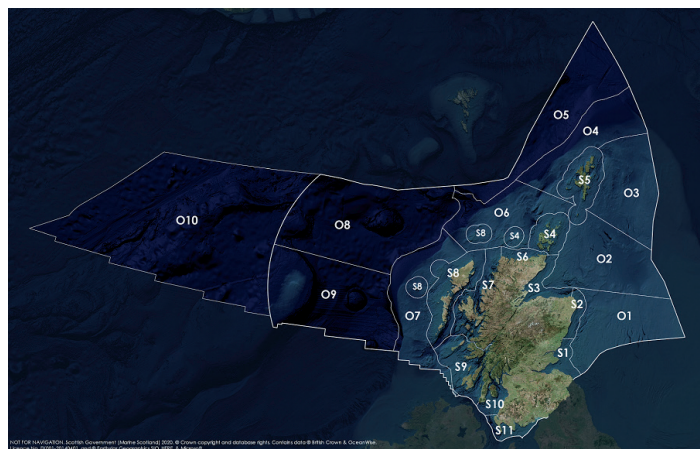 O5
O4
S5
O3
O10
O8
O6
S8
S4
S4
O2
S6
S8
S7
S8
S3
O9
S2
O7
O1
S1
S9
S10
S11
NOT FOR NAVIGATION. Scottish Government (Marine Scotland) 2020. © Crown copyright and database rights. Contains data © British Crown & OceanWise.